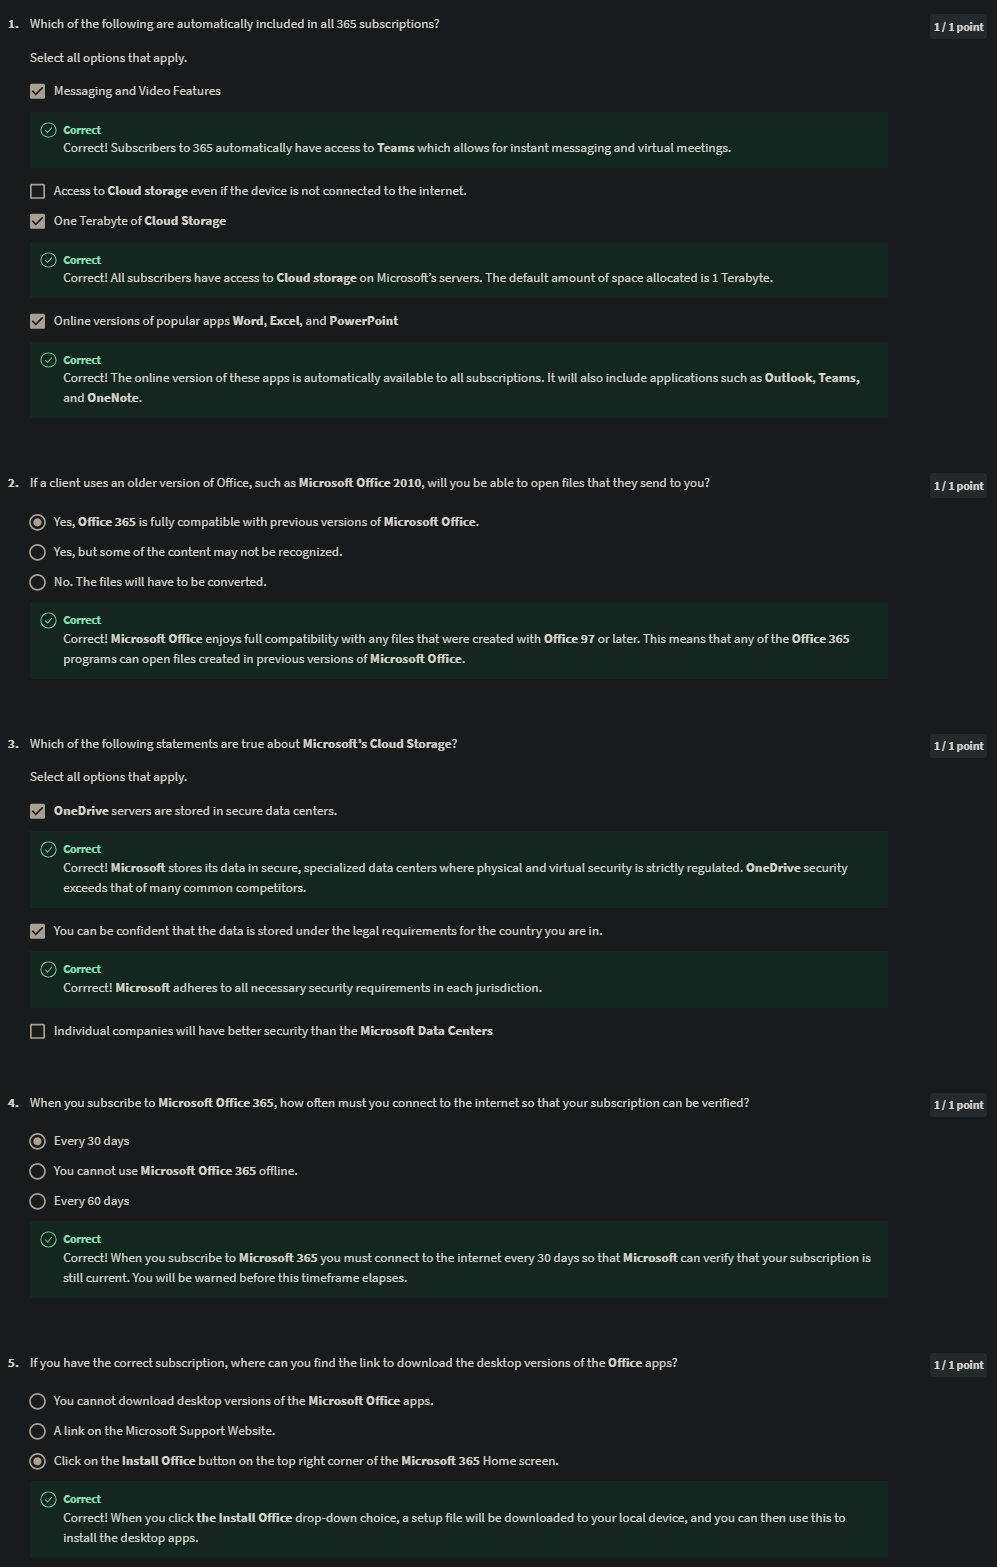 1. Which of the following are automatically included in all 365 subscriptions?
1 / 1 point
Select all options that apply.
Messaging and Video Features
Correct
Correct! Subscribers to 365 automatically have access to Teams which allows for instant messaging and virtual meetings.
Access to Cloud storage even if the device is not connected to the internet.
One Terabyte of Cloud Storage
Correct
Correct! All subscribers have access to Cloud storage on Microsoft's servers. The default amount of space allocated is 1 Terabyte.
Online versions of popular apps Word, Excel, and PowerPoint
Correct
Correct! The online version of these apps is automatically available to all subscriptions. It will also include applications such as Outlook, Teams,
and OneNote.
2. If a client uses an older version of Office, such as Microsoft Office 2010, will you be able to open files that they send to you?
1 / 1 point
Yes, Office 365 is fully compatible with previous versions of Microsoft Office.
Yes, but some of the content may not be recognized.
No. The files will have to be converted.
Correct
Correct! Microsoft Office enjoys full compatibility with any files that were created with Office 97 or later. This means that any of the Office 365
programs can open files created in previous versions of Microsoft Office.
3. Which of the following statements are true about Microsoft's Cloud Storage?
1 / 1 point
Select all options that apply.
OneDrive servers are stored in secure data centers.
Correct
Correct! Microsoft stores its data in secure, specialized data centers where physical and virtual security is strictly regulated. OneDrive security
exceeds that of many common competitors.
You can be confident that the data is stored under the legal requirements for the country you are in.
Correct
Corrrect! Microsoft adheres to all necessary security requirements in each jurisdiction.
Individual companies will have better security than the Microsoft Data Centers
4. When you subscribe to Microsoft Office 365, how often must you connect to the internet so that your subscription can be verified?
1 / 1 point
Every 30 days
You cannot use Microsoft Office 365 offline.
Every 60 days
Correct
Correct! When you subscribe to Microsoft 365 you must connect to the internet every 30 days so that Microsoft can verify that your subscription is
still current. You will be warned before this timeframe elapses.
5. If you have the correct subscription, where can you find the link to download the desktop versions of the Office apps?
1 / 1 point
You cannot download desktop versions of the Microsoft Office apps.
A link on the Microsoft Support Website.
Click on the Install Office button on the top right corner of the Microsoft 365 Home screen.
Correct
Correct! When you click the Install Office drop-down choice, a setup file will be downloaded to your local device, and you can then use this to
install the desktop apps.